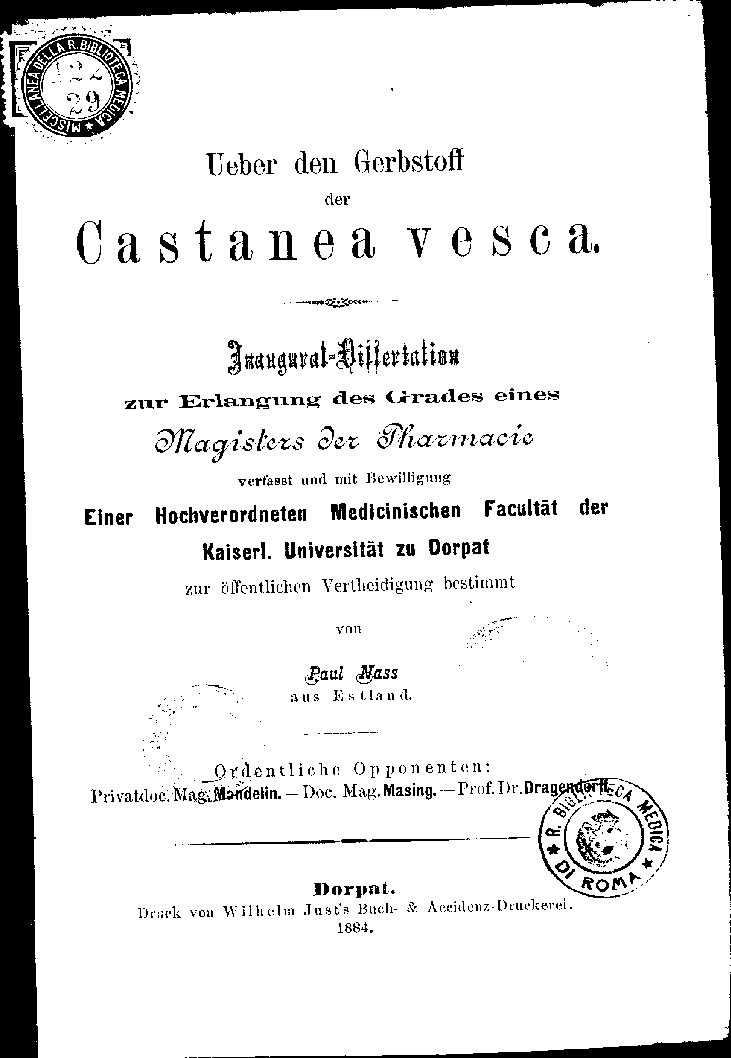 MISCELLANEA DELLA R. BIBLIOTECA MEDICA
122
29
Ueber den Gerbstoff
der
Castanea vesca.
Inaugural-Dissertation
zur Erlangung des Grades eines
Magisters der Pharmacie
verfasst und mit Bewilligung
Einer Hochverordneten Medicinischen Facultät der
Kaiserl. Universität zu Dorpat
zur öffentlichen Vertheidigung bestimmt
von
Paul Nass
aus Estland.
Ordentliche Opponenten:
Privatdoc. Mag. Mandelin. — Doc. Mag. Masing. — Prof. Dr. Dragendorff.
R. BIBLIOTECA MEDICA
DI ROMA
Dorpat.
Druck von Wilhelm Just's Buch- & Accidenz-Druckerei.
1884.